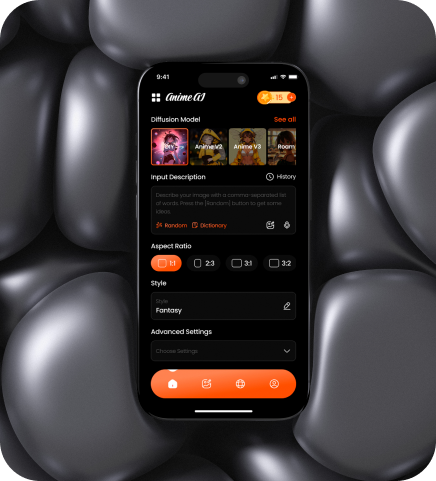 9:41
Anime AI
15
Diffusion Model
See all
Anime V2
Anime V3
Room
Input Description
History
Describe your image with a comma-separated list
of words. Press the [Random] button to get some
ideas.
Random
Dictionary
Aspect Ratio
1:1
2:3
3:1
3:2
Style
Style
Fantasy
Advanced Settings
Choose Settings